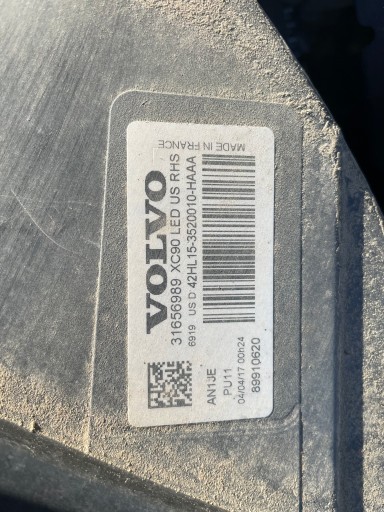 MADE IN FRANCE
VOLVO
31656989 XC90 LED US RHS
6919 US D 42HL15-3520010-HAAA
AN1JE
PU11
04/04/17 00h24
89910620